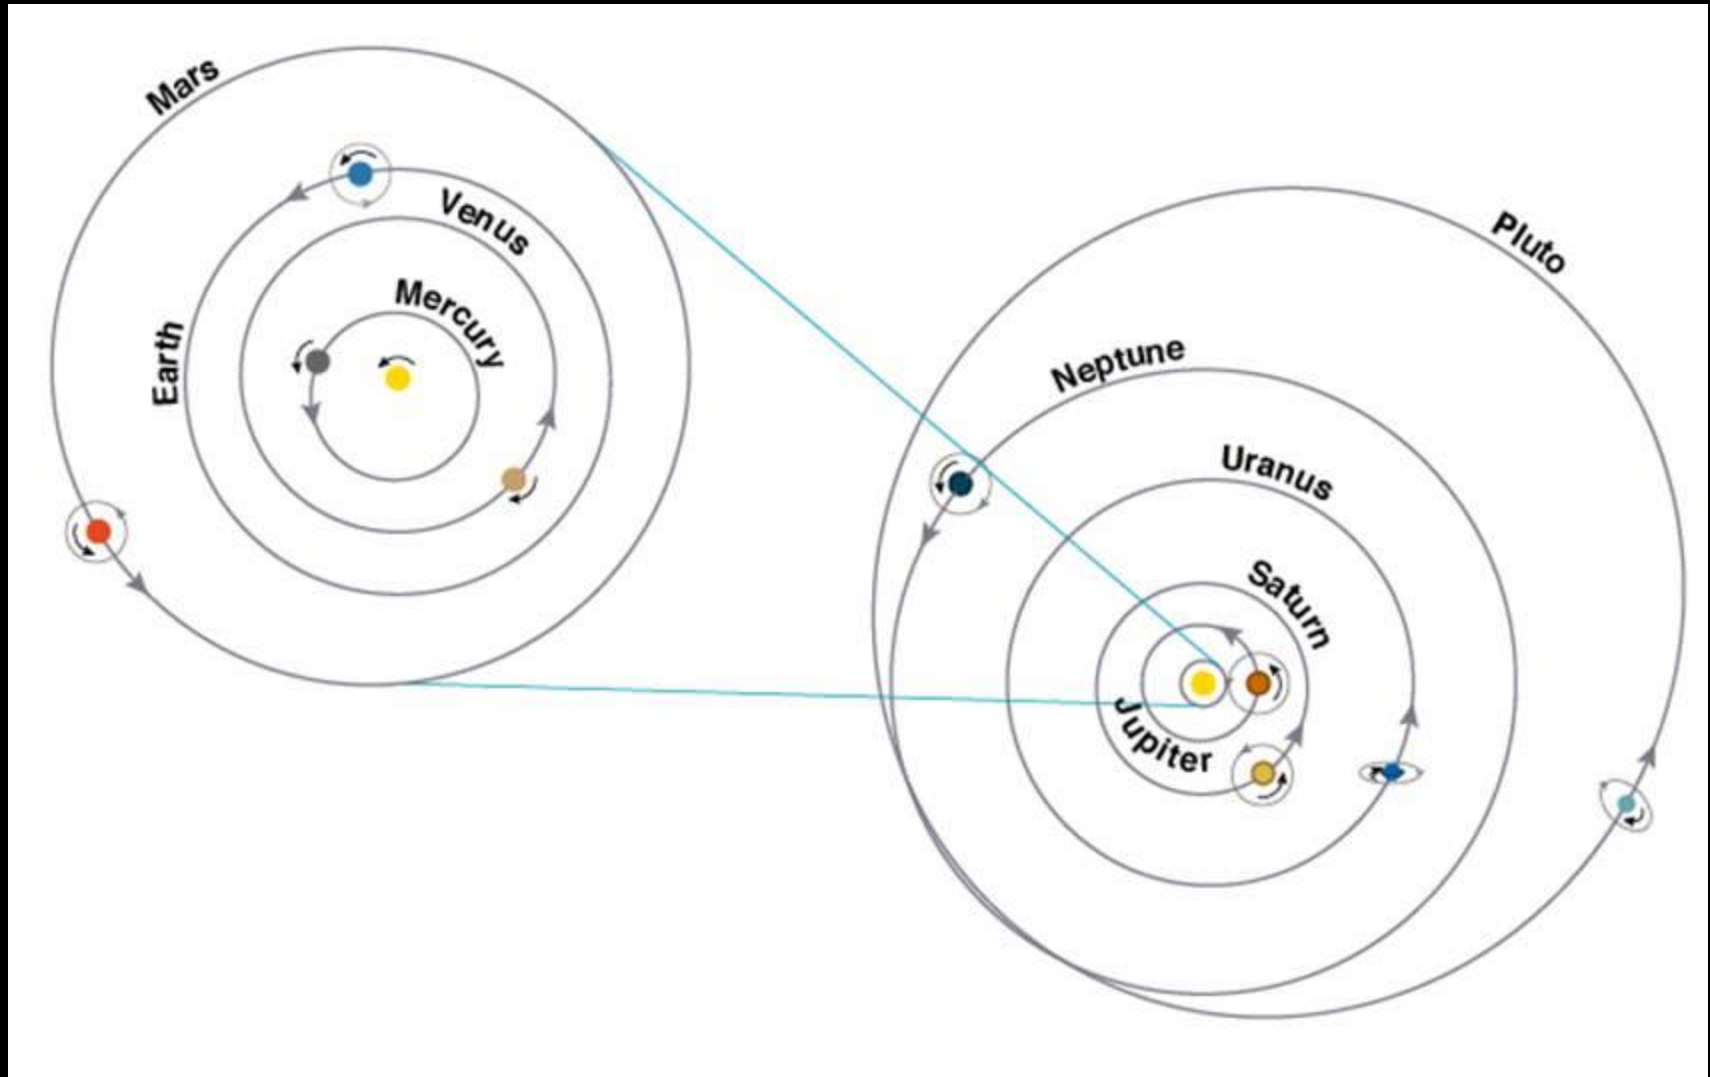 Mars
Venus
Mercury
Earth
Pluto
Neptune
Uranus
Saturn
Jupiter